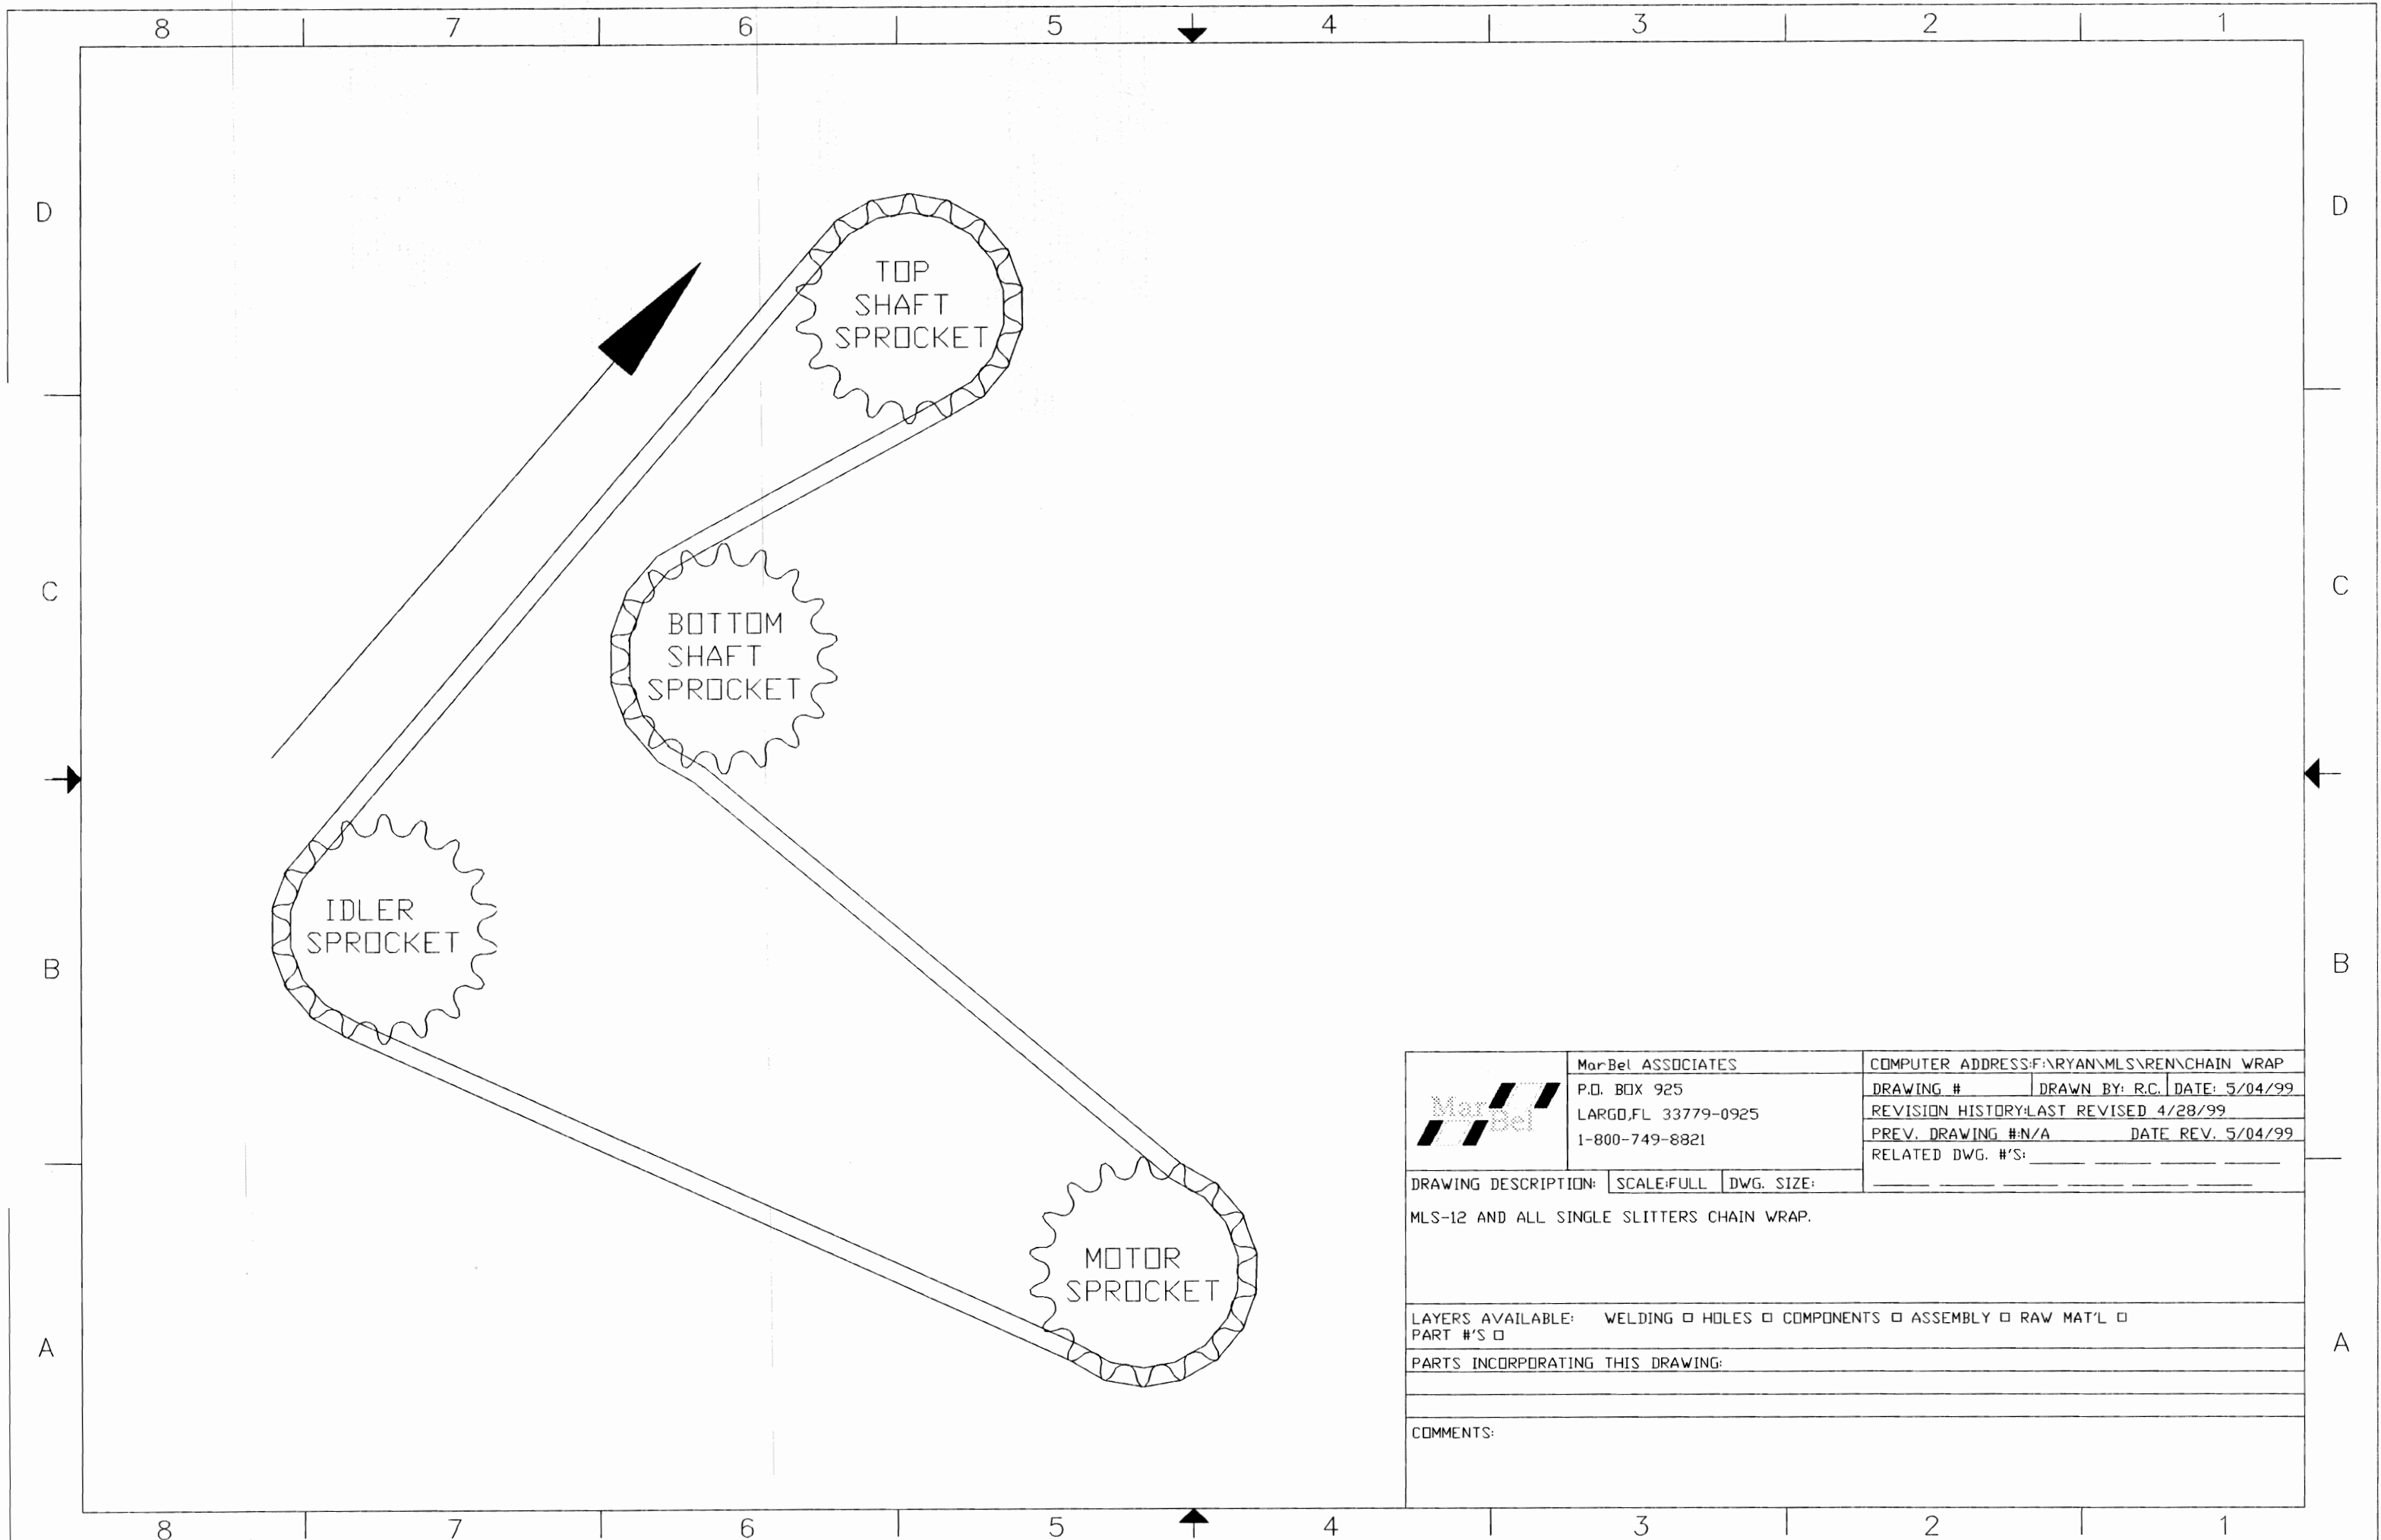 8 7 6 5 4 3 2 1
D D
TOP
SHAFT
SPROCKET
C C
BOTTOM
SHAFT
SPROCKET
IDLER
SPROCKET
B B
MOTOR
SPROCKET
A A
MarBel
MarBel ASSOCIATES
P.O. BOX 925
LARGO,FL 33779-0925
1-800-749-8821
COMPUTER ADDRESS:F:\RYAN\MLS\REN\CHAIN WRAP
DRAWING # DRAWN BY: R.C. DATE: 5/04/99
REVISION HISTORY:LAST REVISED 4/28/99
PREV. DRAWING #:N/A DATE REV. 5/04/99
RELATED DWG. #'S:
DRAWING DESCRIPTION: SCALE:FULL DWG. SIZE:
MLS-12 AND ALL SINGLE SLITTERS CHAIN WRAP.
LAYERS AVAILABLE: WELDING □ HOLES □ COMPONENTS □ ASSEMBLY □ RAW MAT'L □
PART #'S □
PARTS INCORPORATING THIS DRAWING:
COMMENTS:
8 7 6 5 4 3 2 1